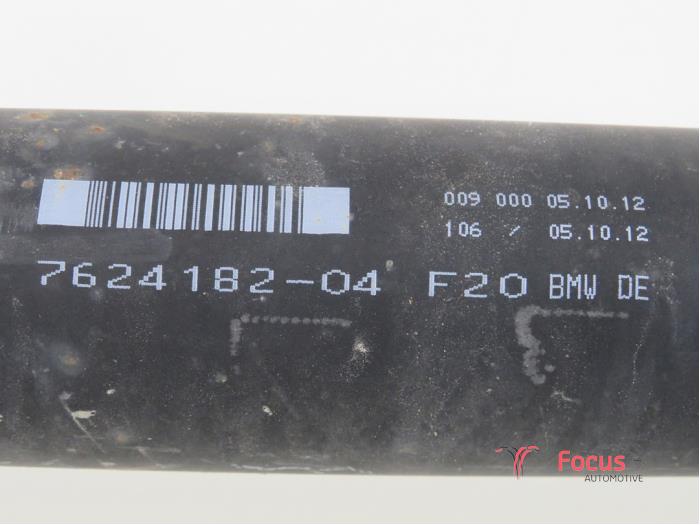 009 000 05.10.12
106 / 05.10.12
7624182-04 F20 BMW DE
Focus
AUTOMOTIVE